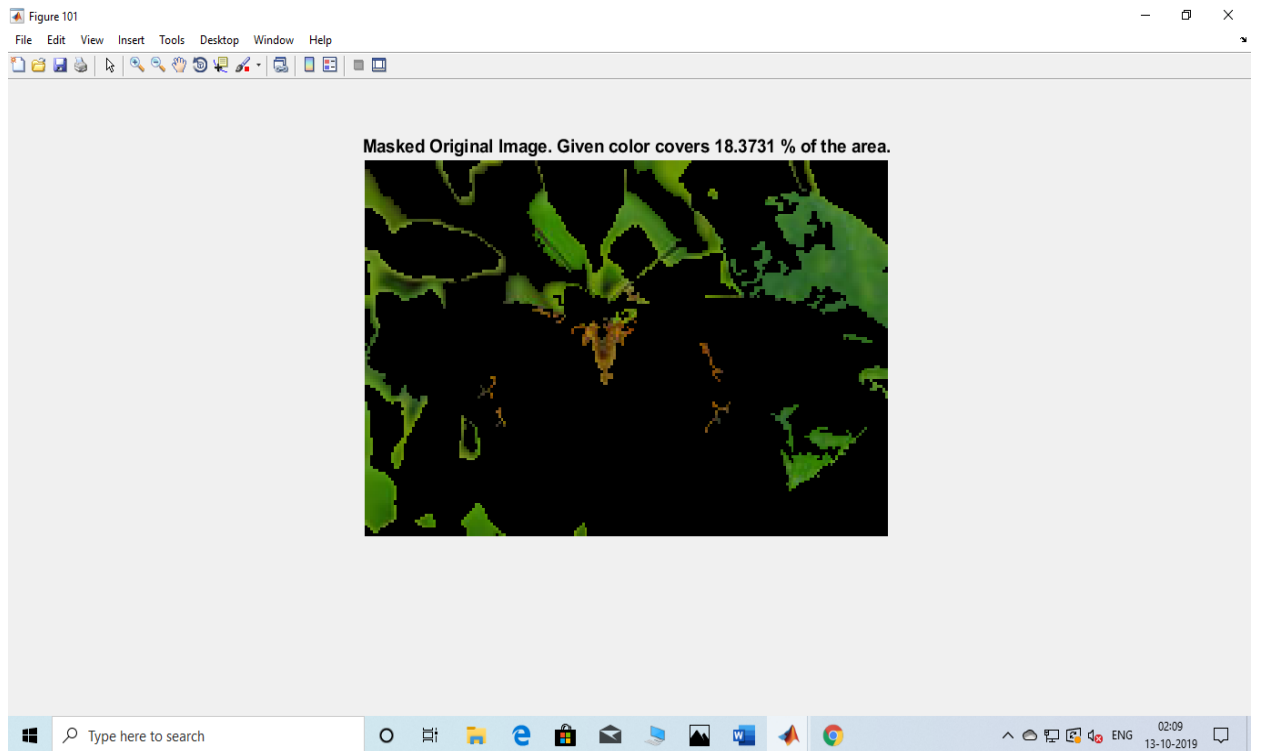 Figure 101
File Edit View Insert Tools Desktop Window Help
Masked Original Image. Given color covers 18.3731 % of the area.
Type here to search
ENG
02:09
13-10-2019